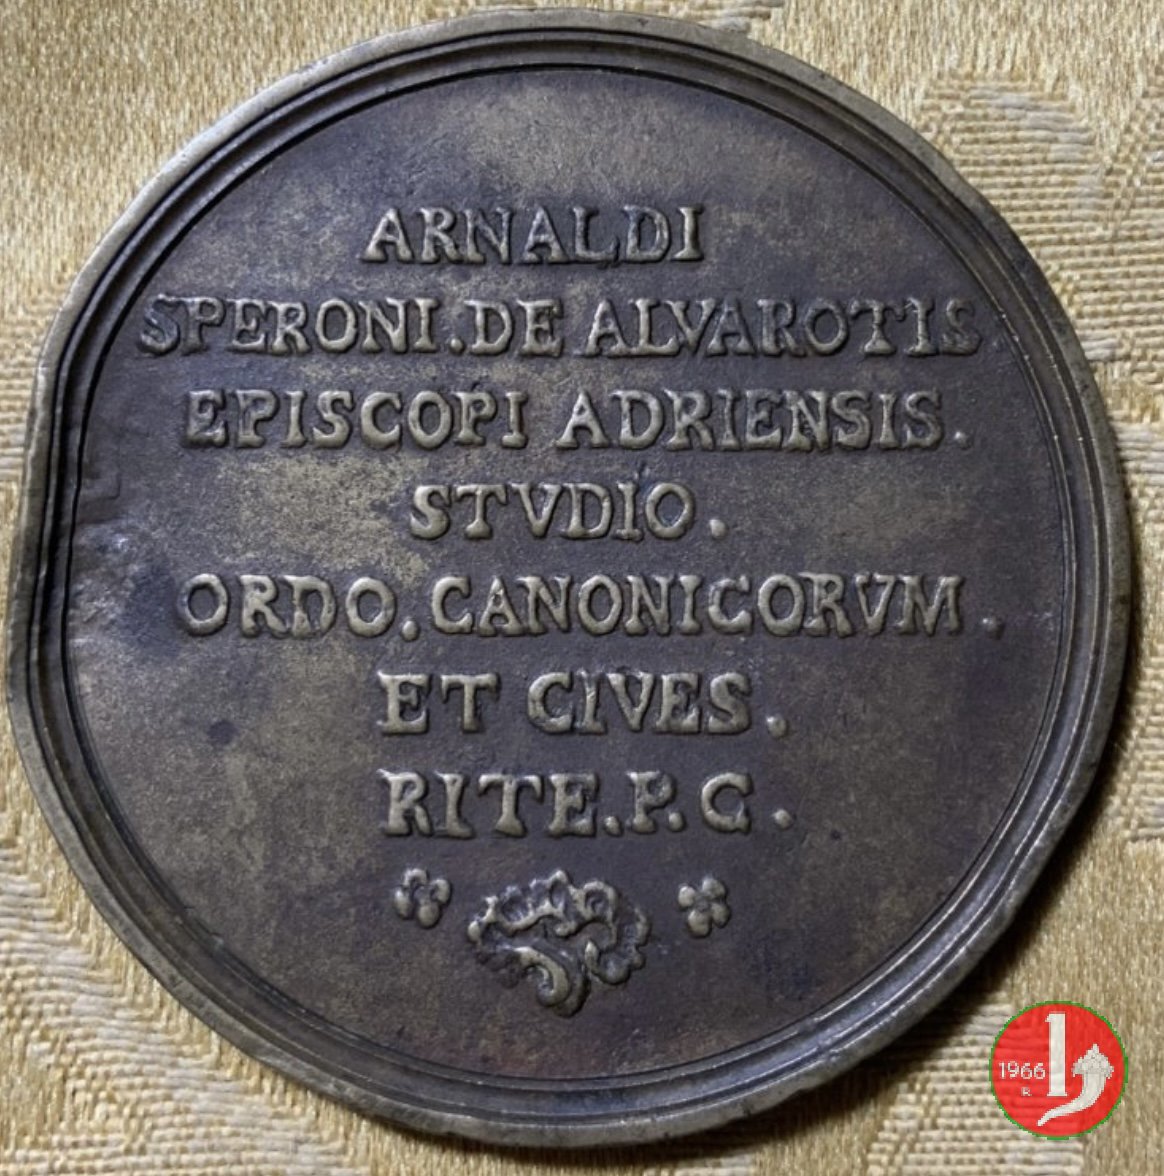 ARNALDI
SPERONI.DE ALVAROTIS
EPISCOPI ADRIENSIS.
STVDIO.
ORDO.CANONICORVM.
ET CIVES.
RITE.P.C.
1966
R